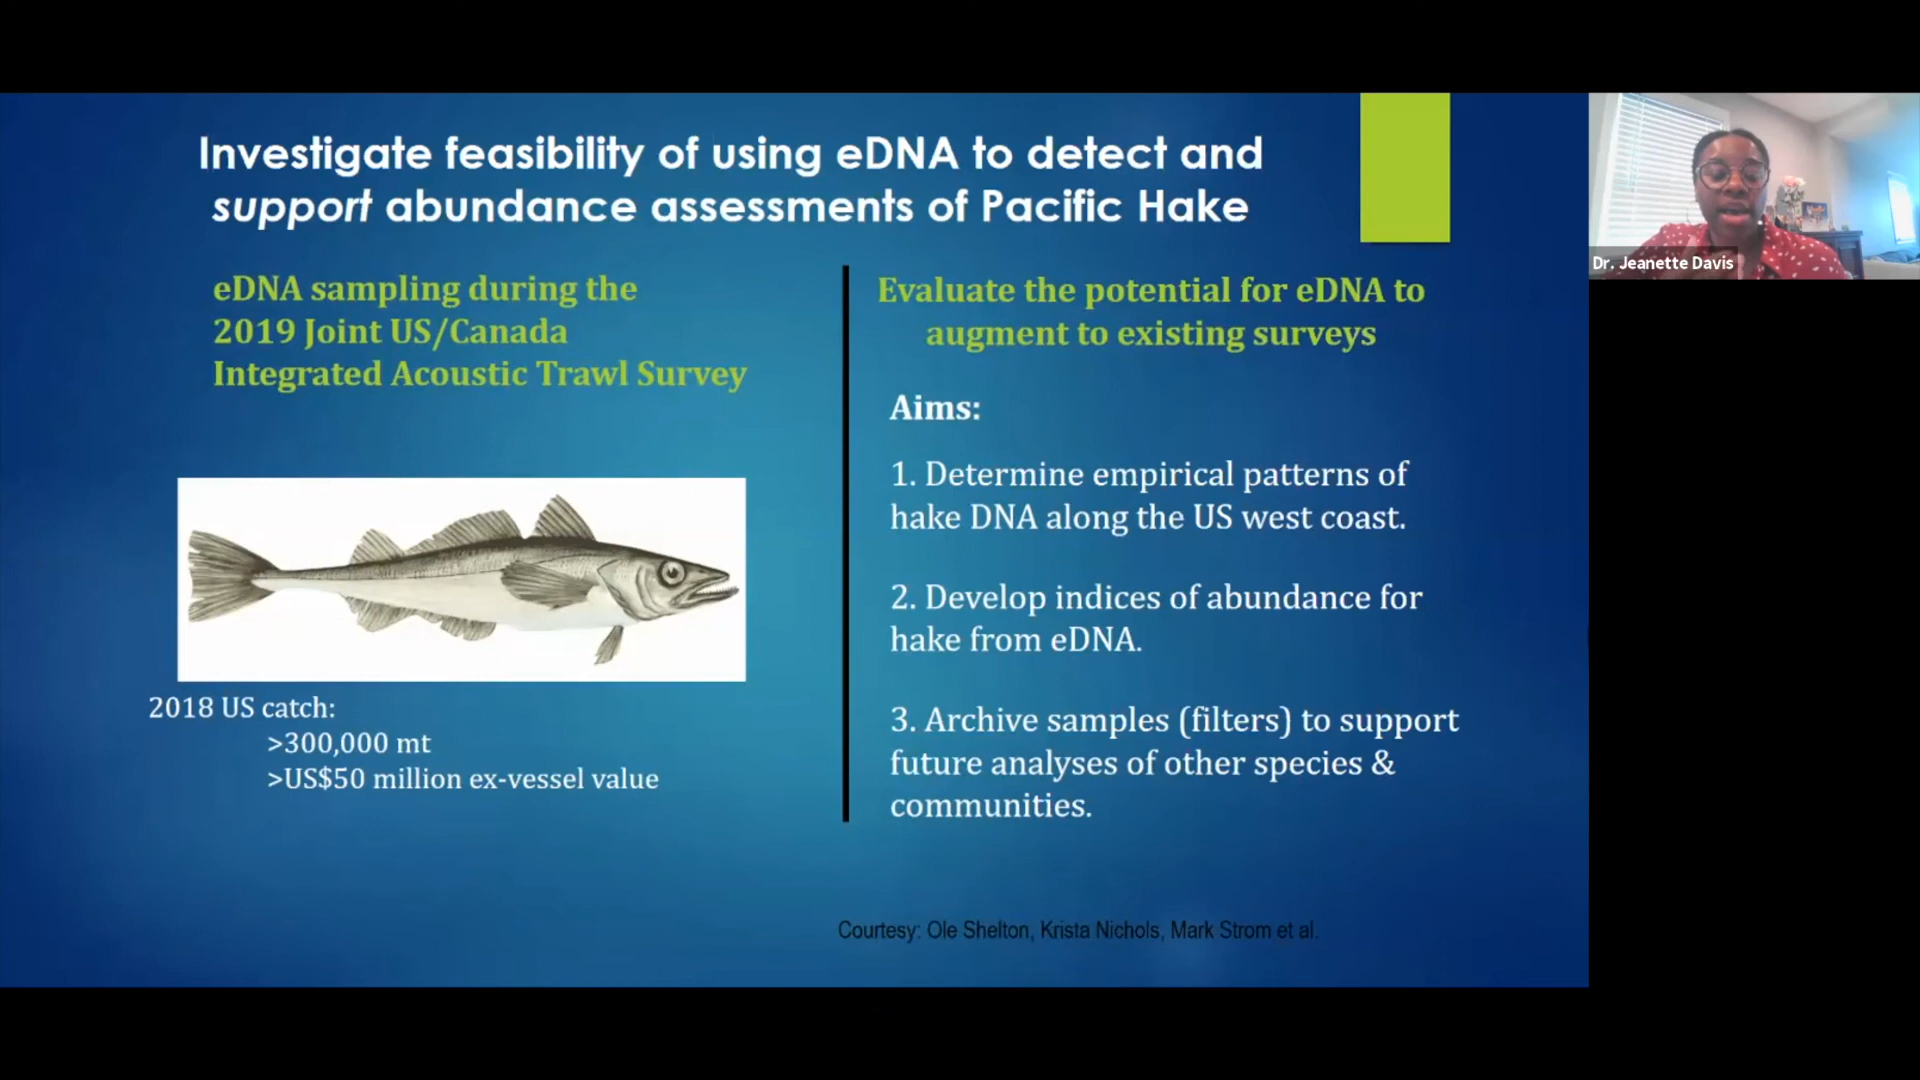 Investigate feasibility of using eDNA to detect and
support abundance assessments of Pacific Hake
eDNA sampling during the
2019 Joint US/Canada
Integrated Acoustic Trawl Survey
2018 US catch:
>300,000 mt
>US$50 million ex-vessel value
Evaluate the potential for eDNA to
augment to existing surveys
Aims:
1. Determine empirical patterns of
hake DNA along the US west coast.
2. Develop indices of abundance for
hake from eDNA.
3. Archive samples (filters) to support
future analyses of other species &
communities.
Courtesy: Ole Shelton, Krista Nichols, Mark Strom et al.
Dr. Jeanette Davis